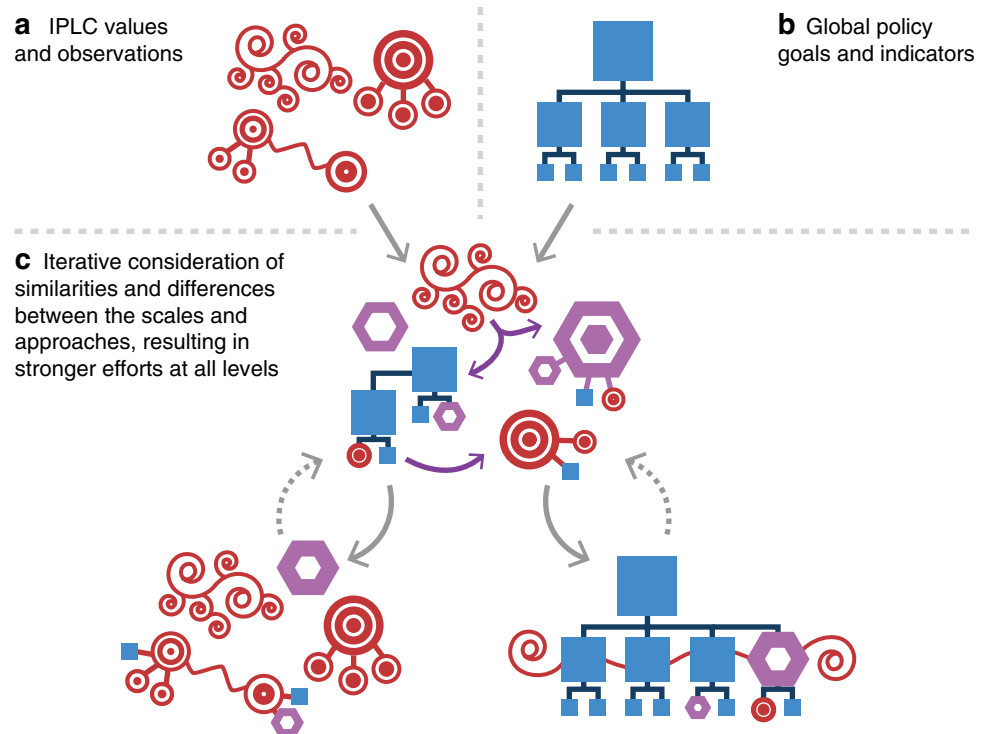 a IPLC values
and observations
b Global policy
goals and indicators
c Iterative consideration of
similarities and differences
between the scales and
approaches, resulting in
stronger efforts at all levels